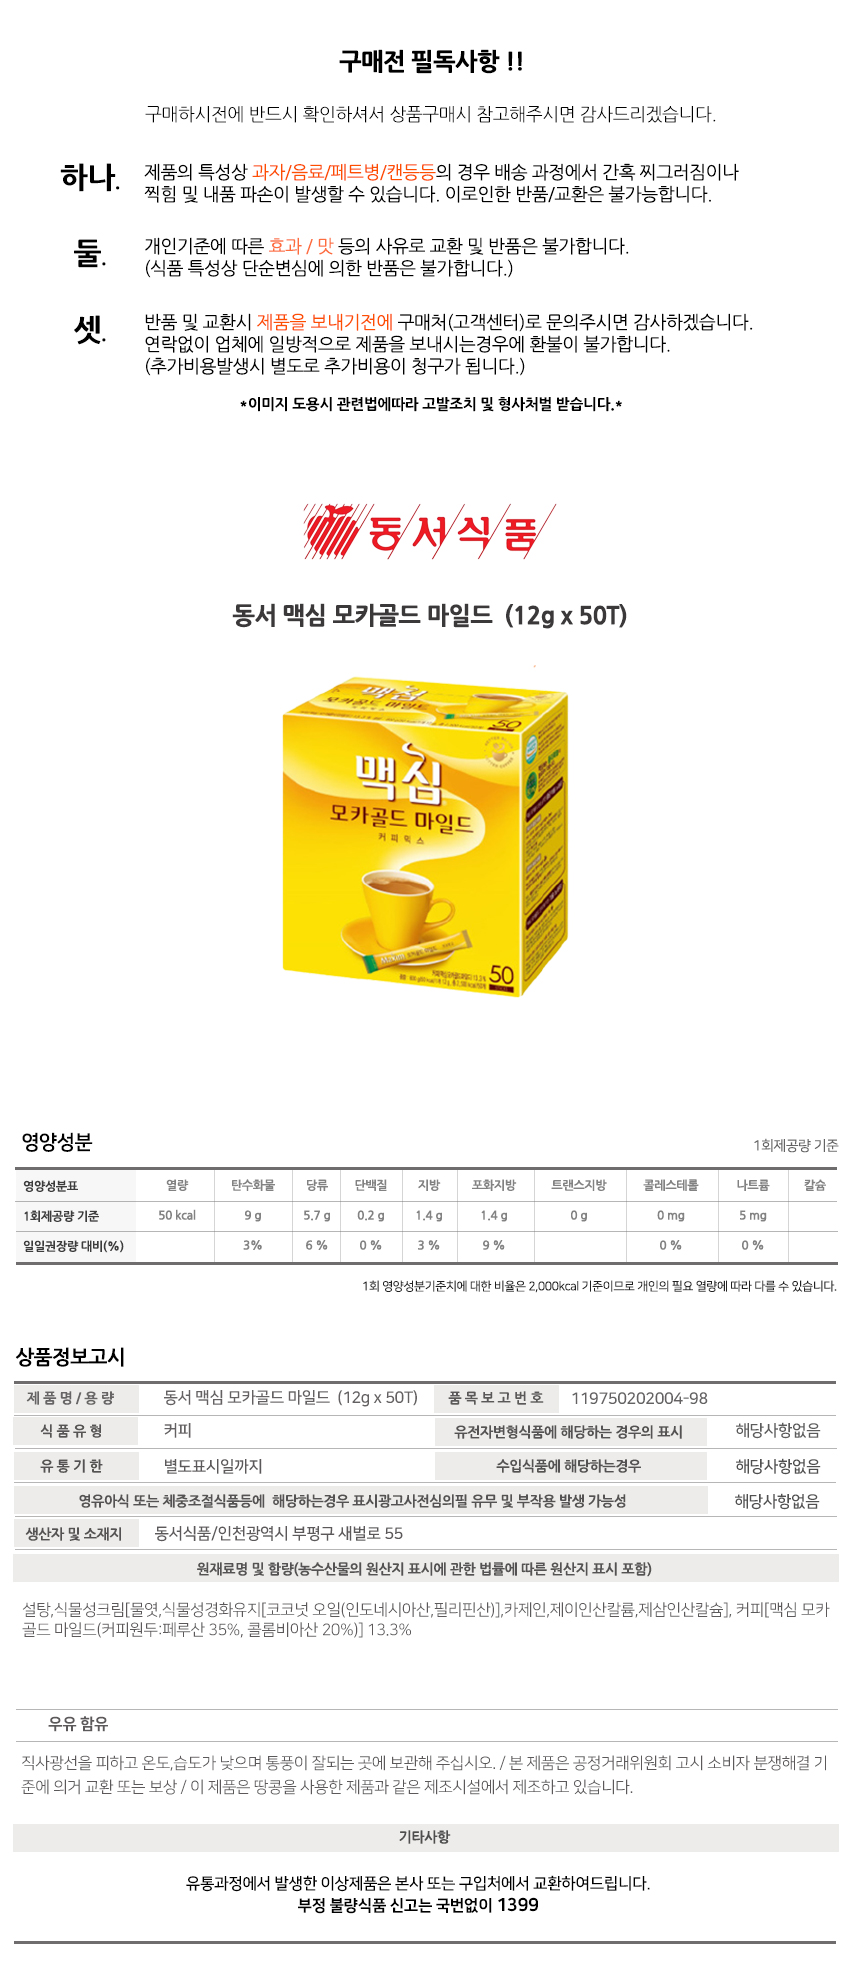 구매전 필독사항 !!
구매하시전에 반드시 확인하셔서 상품구매시 참고해주시면 감사드리겠습니다.
하나. 제품의 특성상 과자/음료/페트병/캔등등의 경우 배송 과정에서 간혹 찌그러짐이나
찍힘 및 내품 파손이 발생할 수 있습니다. 이로인한 반품/교환은 불가능합니다.
둘. 개인기준에 따른 효과 / 맛 등의 사유로 교환 및 반품은 불가합니다.
(식품 특성상 단순변심에 의한 반품은 불가합니다.)
셋. 반품 및 교환시 제품을 보내기전에 구매처(고객센터)로 문의주시면 감사하겠습니다.
연락없이 업체에 일방적으로 제품을 보내시는경우에 환불이 불가합니다.
(추가비용발생시 별도로 추가비용이 청구가 됩니다.)
*이미지 도용시 관련법에따라 고발조치 및 형사처벌 받습니다.*
동서식품
동서 맥심 모카골드 마일드 (12g x 50T)
맥심
모카골드 마일드
50
맥심
모카골드 마일드
커피믹스
50
영양성분
1회제공량 기준
영양성분표 열량 탄수화물 당류 단백질 지방 포화지방 트랜스지방 콜레스테롤 나트륨 칼슘
1회제공량 기준 50 kcal 9 g 5.7 g 0.2 g 1.4 g 1.4 g 0 g 0 mg 5 mg
일일권장량 대비(%) 3% 6 % 0 % 3 % 9 % 0 % 0 %
1회 영양성분기준치에 대한 비율은 2,000kcal 기준이므로 개인의 필요 열량에 따라 다를 수 있습니다.
상품정보고시
제 품 명 / 용 량 동서 맥심 모카골드 마일드 (12g x 50T) 품 목 보 고 번 호 119750202004-98
식 품 유 형 커피 유전자변형식품에 해당하는 경우의 표시 해당사항없음
유 통 기 한 별도표시일까지 수입식품에 해당하는경우 해당사항없음
영유아식 또는 체중조절식품등에 해당하는경우 표시광고사전심의필 유무 및 부작용 발생 가능성 해당사항없음
생산자 및 소재지 동서식품/인천광역시 부평구 새벌로 55
원재료명 및 함량(농수산물의 원산지 표시에 관한 법률에 따른 원산지 표시 포함)
설탕,식물성크림[물엿,식물성경화유지[코코넛 오일(인도네시아산,필리핀산)],카제인,제이인산칼륨,제삼인산칼슘], 커피[맥심 모카
골드 마일드(커피원두:페루산 35%, 콜롬비아산 20%)] 13.3%
우유 함유
직사광선을 피하고 온도,습도가 낮으며 통풍이 잘되는 곳에 보관해 주십시오. / 본 제품은 공정거래위원회 고시 소비자 분쟁해결 기
준에 의거 교환 또는 보상 / 이 제품은 땅콩을 사용한 제품과 같은 제조시설에서 제조하고 있습니다.
기타사항
유통과정에서 발생한 이상제품은 본사 또는 구입처에서 교환하여드립니다.
부정 불량식품 신고는 국번없이 1399